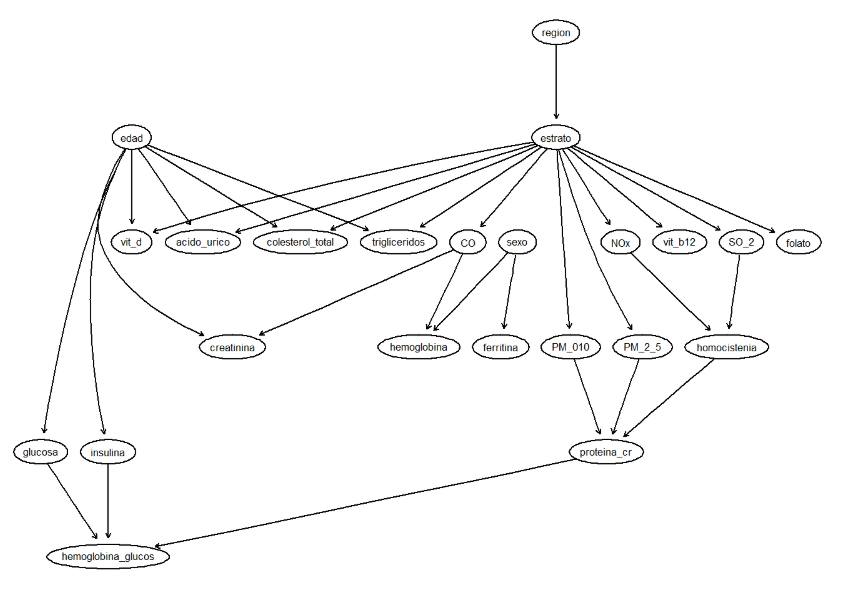 region
edad
estrato
vit_d
acido_urico
colesterol_total
trigliceridos
CO
sexo
NOx
vit_b12
SO_2
folato
creatinina
hemoglobina
ferritina
PM_010
PM_2_5
homocistenia
glucosa
insulina
proteina_cr
hemoglobina_glucos